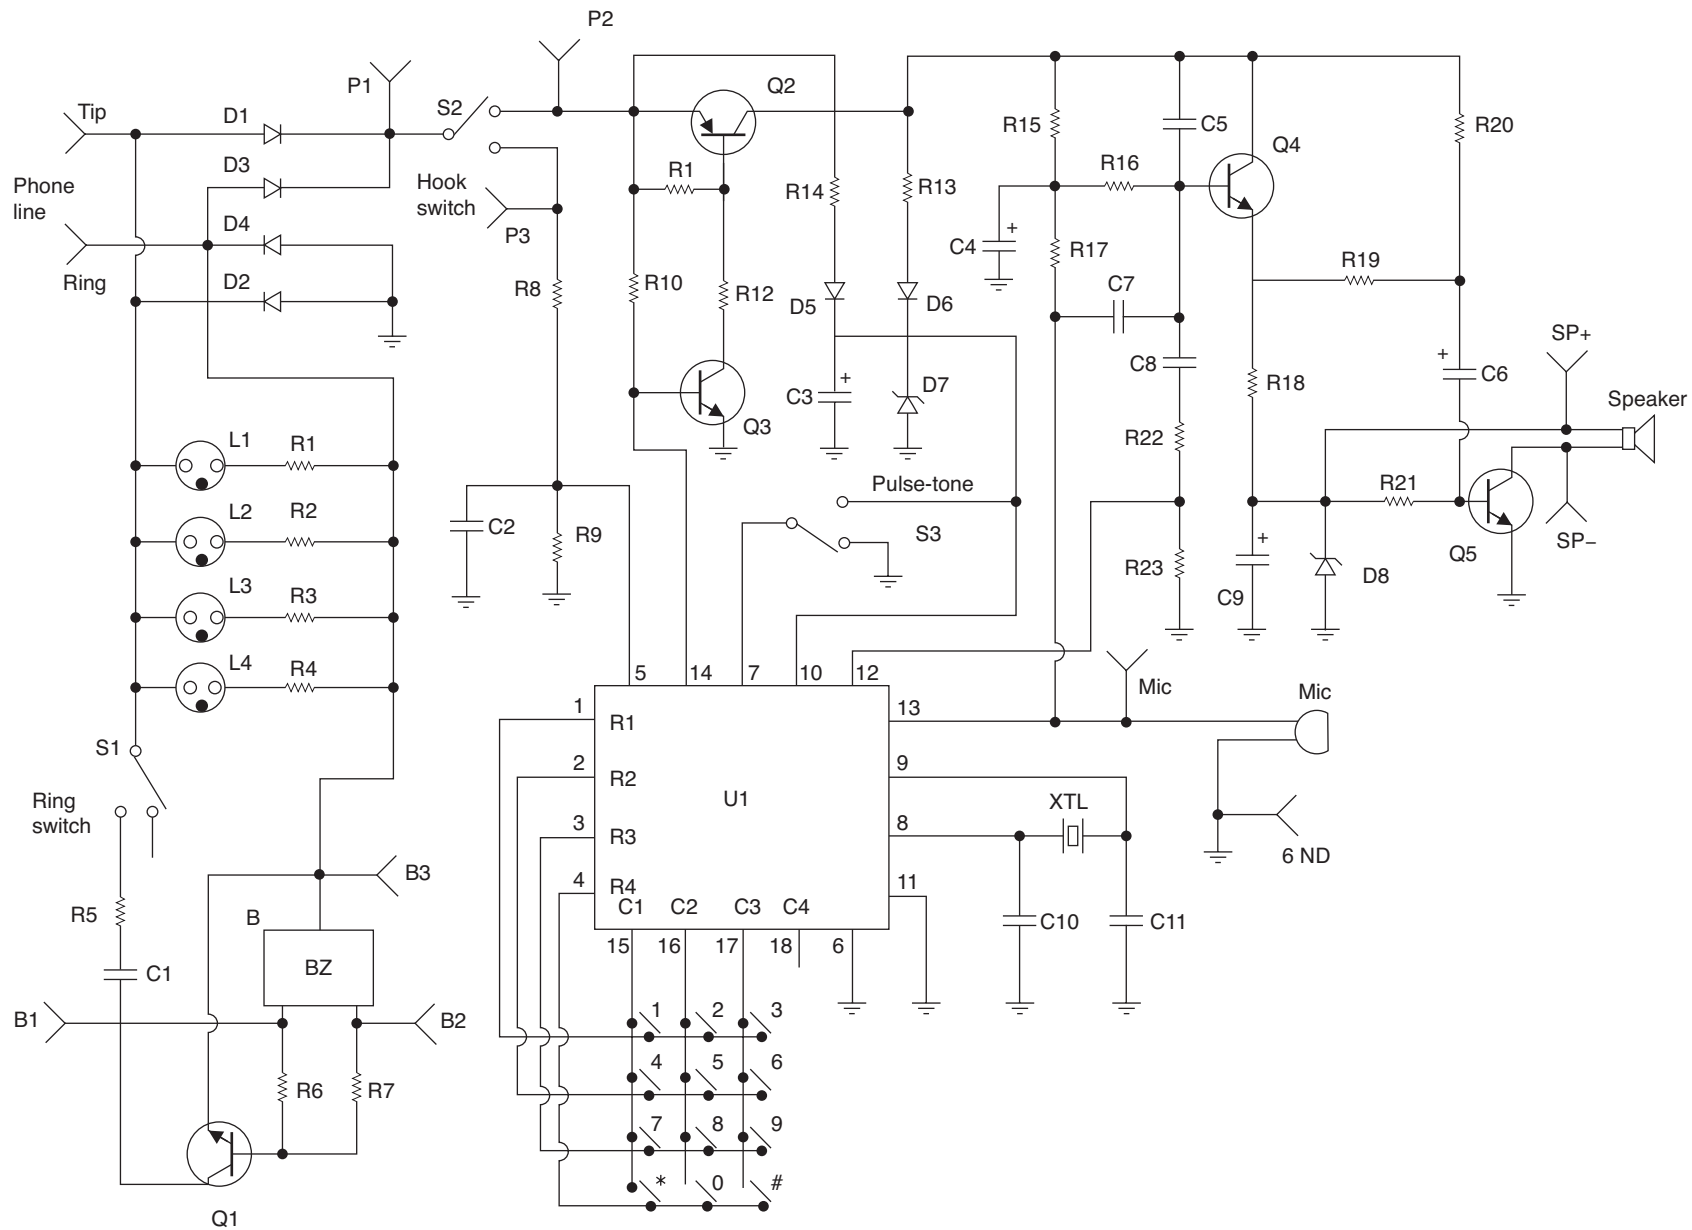 P2
P1
Q2
Tip
D1
S2
R15
C5
R20
Q4
D3
R16
R1
Phone
line
Hook
switch
R14
R13
D4
P3
C4
+
R17
R19
Ring
D2
R8
R10
R12
D5
D6
C7
SP+
C8
+
C6
R18
C3
+
D7
Speaker
Q3
L1
R1
R22
Pulse-tone
R21
L2
R2
C2
R9
S3
SP–
Q5
R23
+
C9
D8
L3
R3
L4
R4
5
14
7
10
12
Mic
Mic
1
R1
13
S1
2
R2
9
U1
XTL
Ring
switch
3
R3
8
6 ND
4
R4
11
B3
C1
C2
C3
C4
R5
B
C10
C11
15
16
17
18
6
BZ
C1
B1
B2
1
2
3
R6
R7
4
5
6
7
8
9
*
0
#
Q1